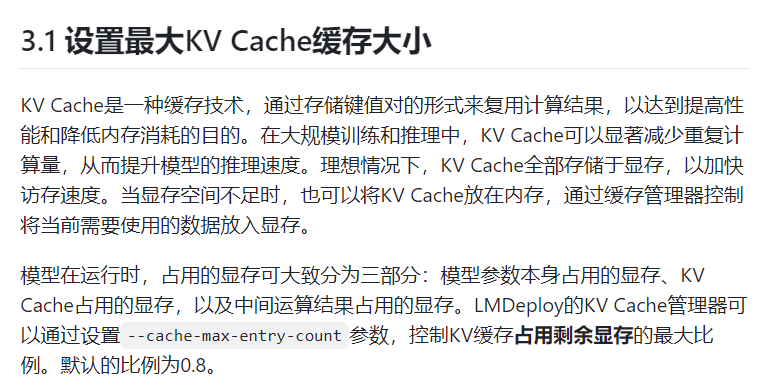 3.1 设置最大KV Cache缓存大小
KV Cache是一种缓存技术，通过存储键值对的形式来复用计算结果，以达到提高性
能和降低内存消耗的目的。在大规模训练和推理中，KV Cache可以显著减少重复计
算量，从而提升模型的推理速度。理想情况下，KV Cache全部存储于显存，以加快
访存速度。当显存空间不足时，也可以将KV Cache放在内存，通过缓存管理器控制
将当前需要使用的数据放入显存。
模型在运行时，占用的显存可大致分为三部分：模型参数本身占用的显存、KV
Cache占用的显存，以及中间运算结果占用的显存。LMDeploy的KV Cache管理器可
以通过设置--cache-max-entry-count参数，控制KV缓存占用剩余显存的最大比
例。默认的比例为0.8。